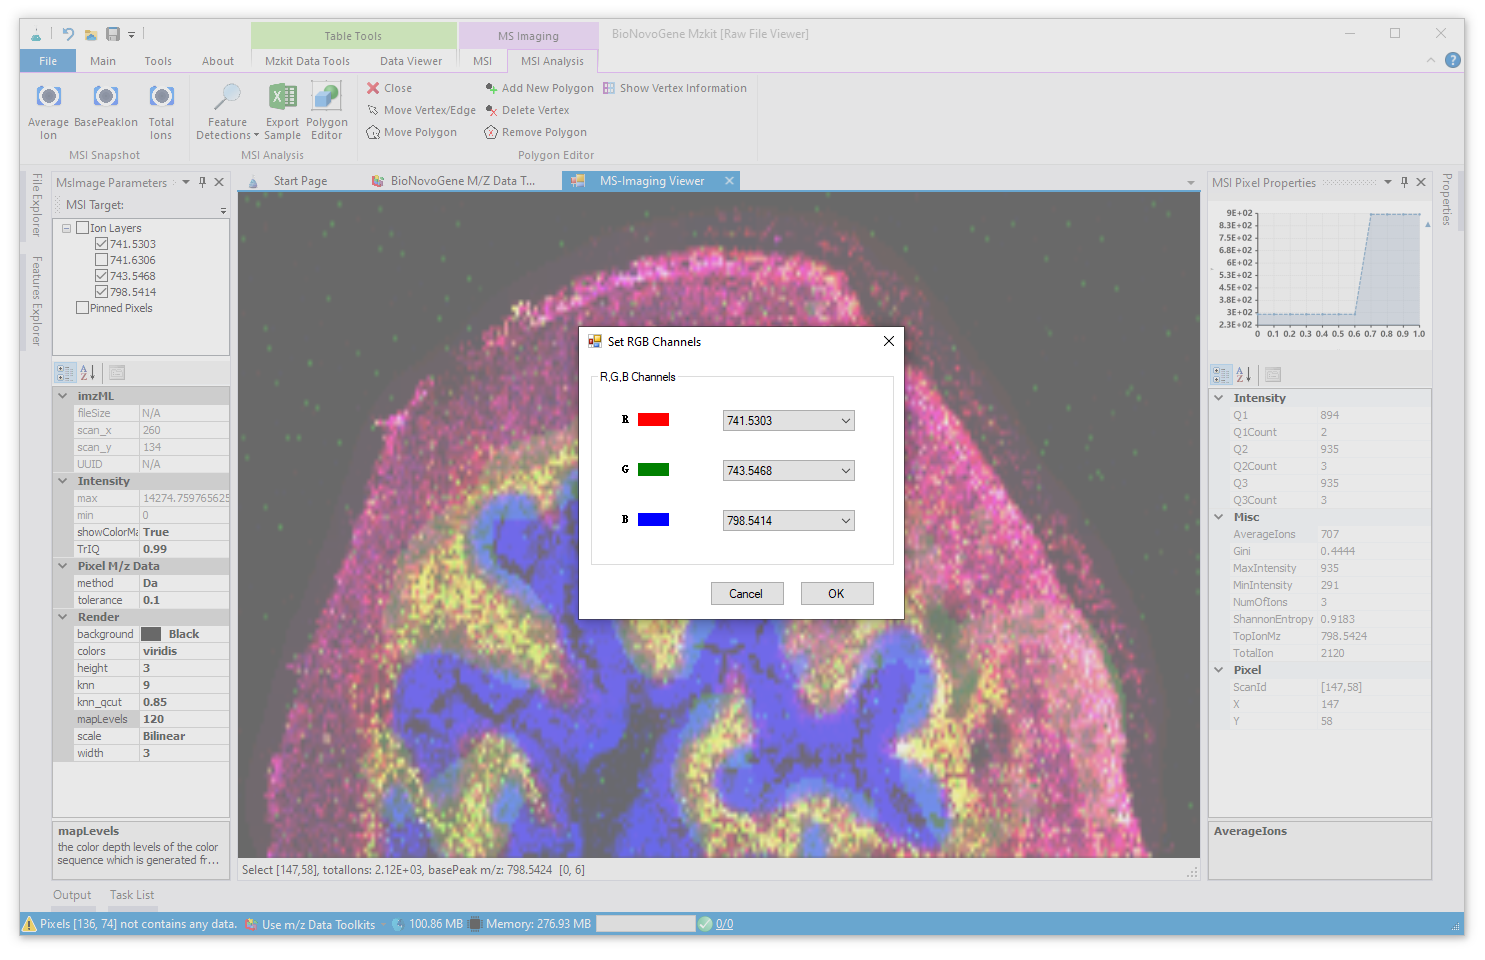 Table Tools
MS Imaging
BioNovoGene Mzkit [Raw File Viewer]
File
Main
Tools
About
Mzkit Data Tools
Data Viewer
MSI
MSI Analysis
Average Ion
BasePeakIon
Total Ions
MSI Snapshot
Feature Detections
Export Sample
Polygon Editor
MSI Analysis
Close
Add New Polygon
Show Vertex Information
Move Vertex/Edge
Delete Vertex
Move Polygon
Remove Polygon
Polygon Editor
File Explorer
Features Explorer
MsImage Parameters
MSI Target:
Ion Layers
741.5303
741.6306
743.5468
798.5414
Pinned Pixels
imzML
fileSize N/A
scan_x 260
scan_y 134
UUID N/A
Intensity
max 14274.759765625
min 0
showColorMa True
TrIQ 0.99
Pixel M/z Data
method Da
tolerance 0.1
Render
background Black
colors viridis
height 3
knn 9
knn_qcut 0.85
mapLevels 120
scale Bilinear
width 3
mapLevels
the color depth levels of the color
sequence which is generated fr...
Output
Task List
Start Page
BioNovoGene M/Z Data T...
MS-Imaging Viewer
Set RGB Channels
R,G,B Channels
R 741.5303
G 743.5468
B 798.5414
Cancel
OK
Select [147,58], totalIons: 2.12E+03, basePeak m/z: 798.5424 [0, 6]
MSI Pixel Properties
Properties
9E+02
8.3E+02
7.5E+02
6.8E+02
6E+02
5.3E+02
4.5E+02
3.8E+02
3E+02
2.3E+02
0 0.1 0.2 0.3 0.4 0.5 0.6 0.7 0.8 0.9 1.0
Intensity
Q1 894
Q1Count 2
Q2 935
Q2Count 3
Q3 935
Q3Count 3
Misc
AverageIons 707
Gini 0.4444
MaxIntensity 935
MinIntensity 291
NumOfIons 3
ShannonEntropy 0.9183
TopIonMz 798.5424
TotalIon 2120
Pixel
ScanId [147,58]
X 147
Y 58
AverageIons
Pixels [136, 74] not contains any data.
Use m/z Data Toolkits
100.86 MB
Memory: 276.93 MB
0/0